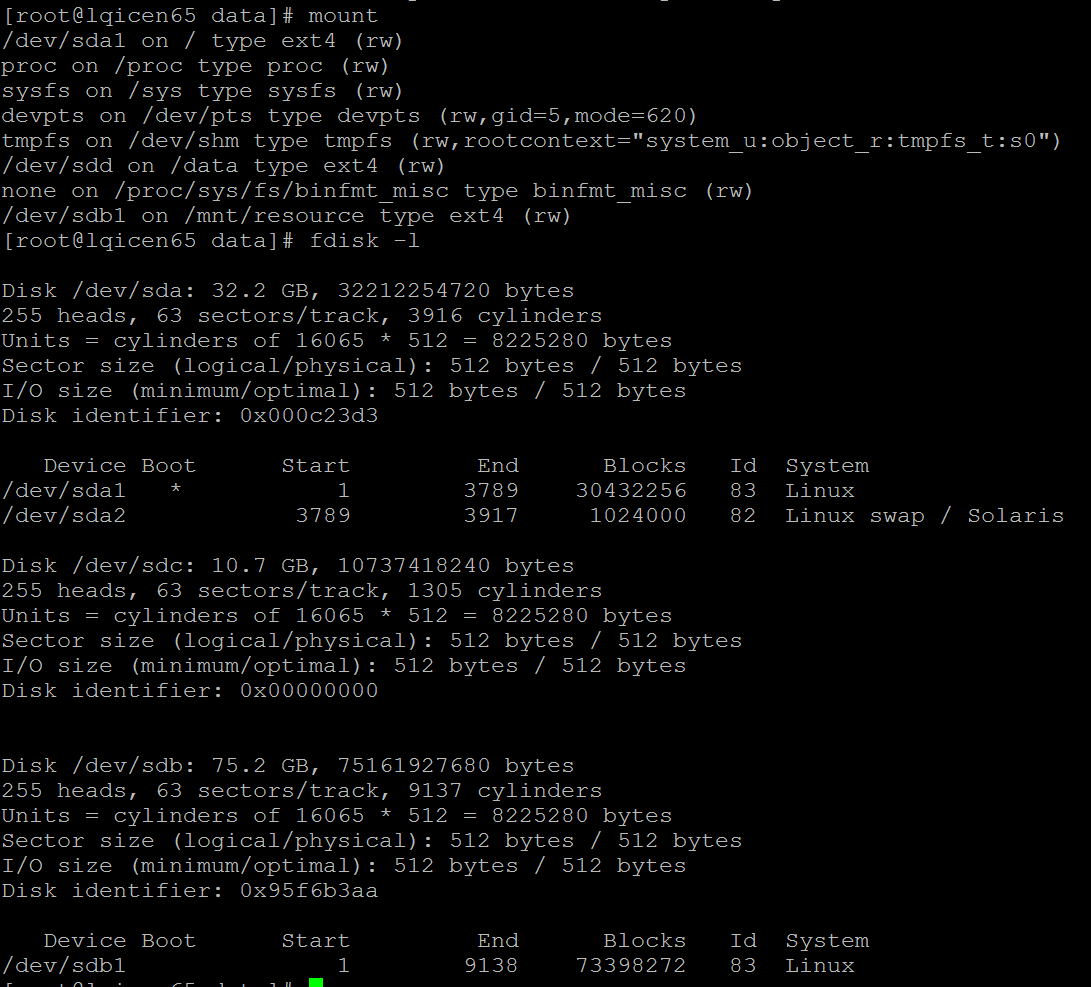 [root@lqicen65 data]# mount
/dev/sda1 on / type ext4 (rw)
proc on /proc type proc (rw)
sysfs on /sys type sysfs (rw)
devpts on /dev/pts type devpts (rw,gid=5,mode=620)
tmpfs on /dev/shm type tmpfs (rw,rootcontext="system_u:object_r:tmpfs_t:s0")
/dev/sdd on /data type ext4 (rw)
none on /proc/sys/fs/binfmt_misc type binfmt_misc (rw)
/dev/sdb1 on /mnt/resource type ext4 (rw)
[root@lqicen65 data]# fdisk -l
Disk /dev/sda: 32.2 GB, 32212254720 bytes
255 heads, 63 sectors/track, 3916 cylinders
Units = cylinders of 16065 * 512 = 8225280 bytes
Sector size (logical/physical): 512 bytes / 512 bytes
I/O size (minimum/optimal): 512 bytes / 512 bytes
Disk identifier: 0x000c23d3
Device Boot Start End Blocks Id System
/dev/sda1 * 1 3789 30432256 83 Linux
/dev/sda2 3789 3917 1024000 82 Linux swap / Solaris
Disk /dev/sdc: 10.7 GB, 10737418240 bytes
255 heads, 63 sectors/track, 1305 cylinders
Units = cylinders of 16065 * 512 = 8225280 bytes
Sector size (logical/physical): 512 bytes / 512 bytes
I/O size (minimum/optimal): 512 bytes / 512 bytes
Disk identifier: 0x00000000
Disk /dev/sdb: 75.2 GB, 75161927680 bytes
255 heads, 63 sectors/track, 9137 cylinders
Units = cylinders of 16065 * 512 = 8225280 bytes
Sector size (logical/physical): 512 bytes / 512 bytes
I/O size (minimum/optimal): 512 bytes / 512 bytes
Disk identifier: 0x95f6b3aa
Device Boot Start End Blocks Id System
/dev/sdb1 1 9138 73398272 83 Linux